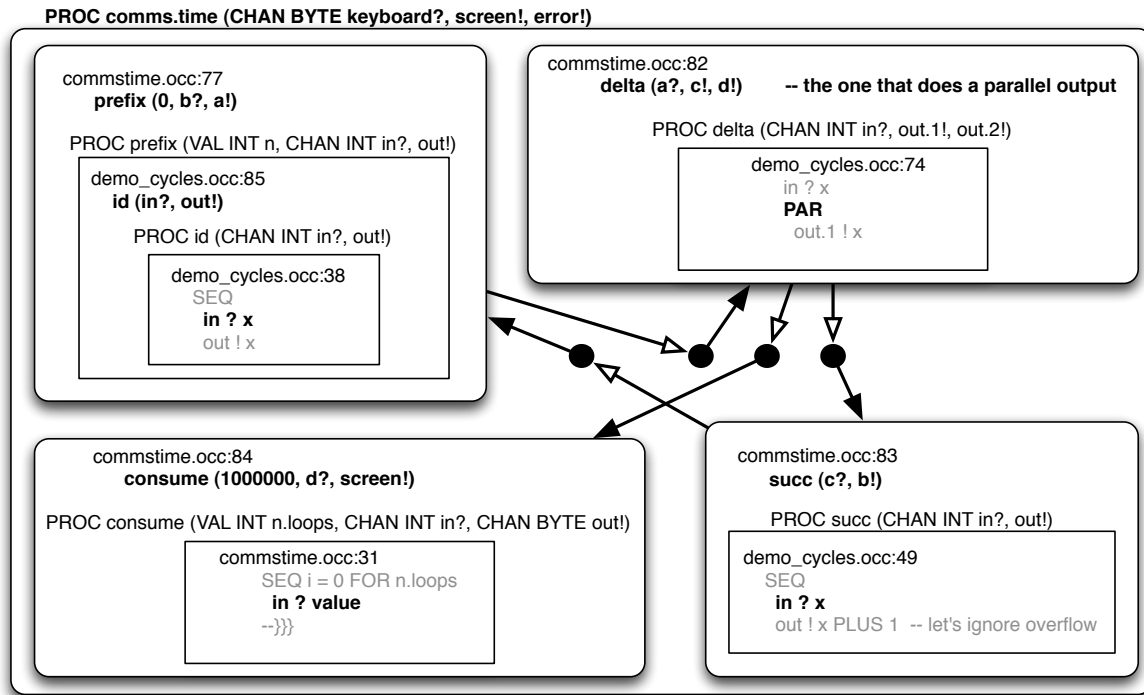 PROC comms.time (CHAN BYTE keyboard?, screen!, error!)
commstime.occ:77
prefix (0, b?, a!)
PROC prefix (VAL INT n, CHAN INT in?, out!)
demo_cycles.occ:85
id (in?, out!)
PROC id (CHAN INT in?, out!)
demo_cycles.occ:38
SEQ
in ? x
out ! x
commstime.occ:82
delta (a?, c!, d!) -- the one that does a parallel output
PROC delta (CHAN INT in?, out.1!, out.2!)
demo_cycles.occ:74
in ? x
PAR
out.1 ! x
commstime.occ:84
consume (1000000, d?, screen!)
PROC consume (VAL INT n.loops, CHAN INT in?, CHAN BYTE out!)
commstime.occ:31
SEQ i = 0 FOR n.loops
in ? value
--}}}
commstime.occ:83
succ (c?, b!)
PROC succ (CHAN INT in?, out!)
demo_cycles.occ:49
SEQ
in ? x
out ! x PLUS 1 -- let's ignore overflow